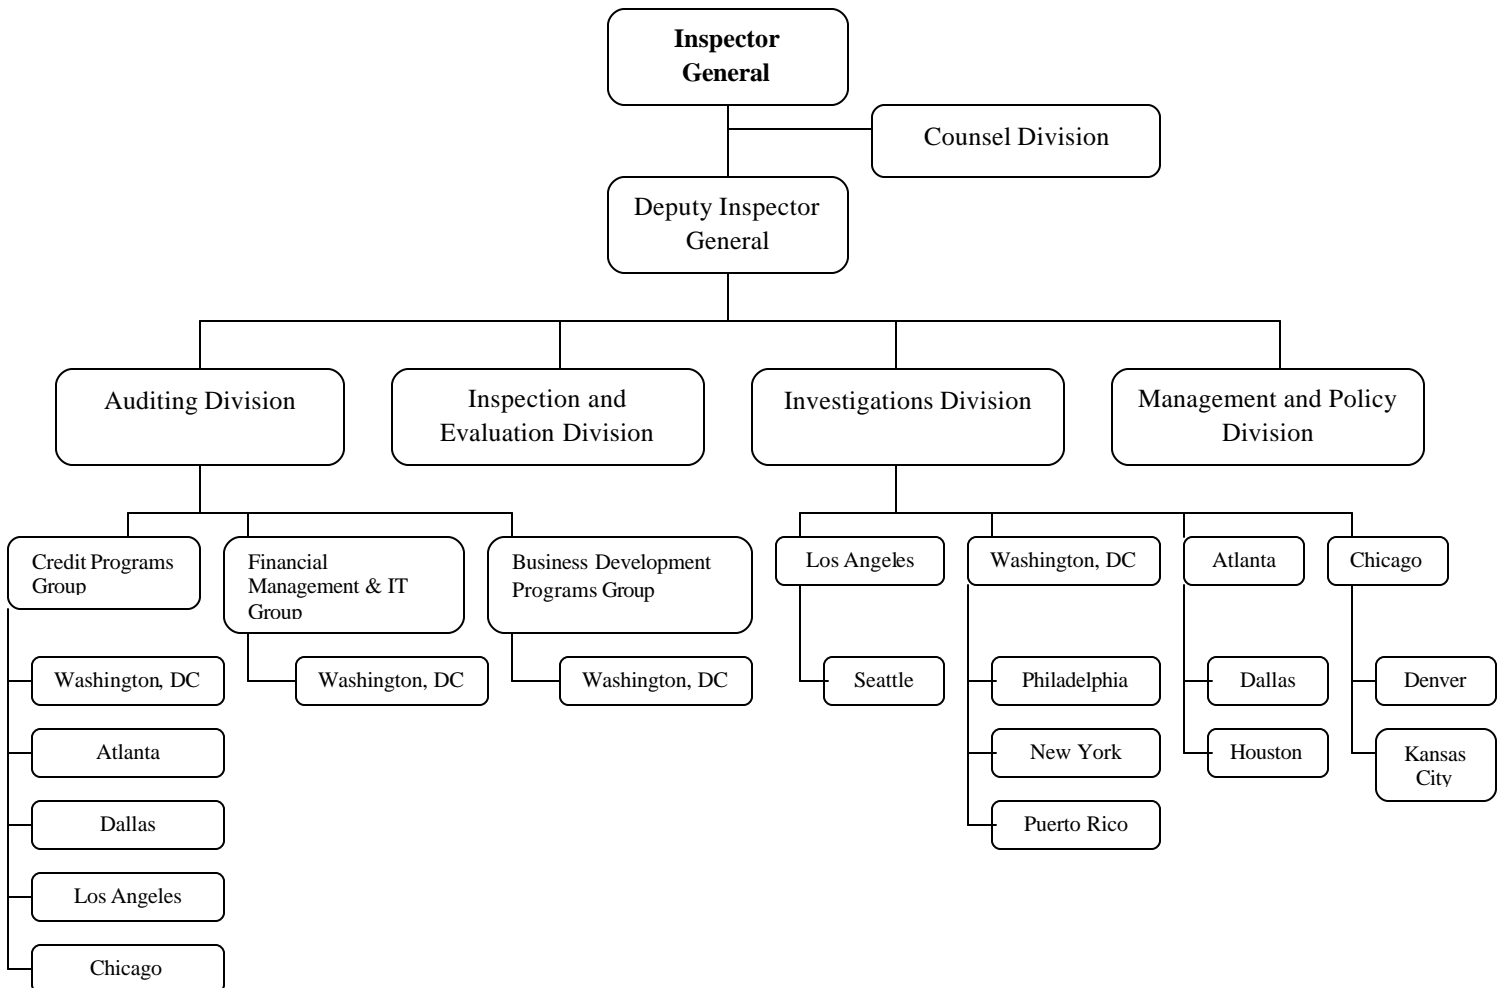 Inspector
General
Counsel Division
Deputy Inspector
General
Auditing Division
Inspection and
Evaluation Division
Investigations Division
Management and Policy
Division
Credit Programs
Group
Financial
Management & IT
Group
Business Development
Programs Group
Los Angeles
Washington, DC
Atlanta
Chicago
Washington, DC
Washington, DC
Washington, DC
Seattle
Philadelphia
Dallas
Denver
Atlanta
New York
Houston
Kansas
City
Dallas
Puerto Rico
Los Angeles
Chicago